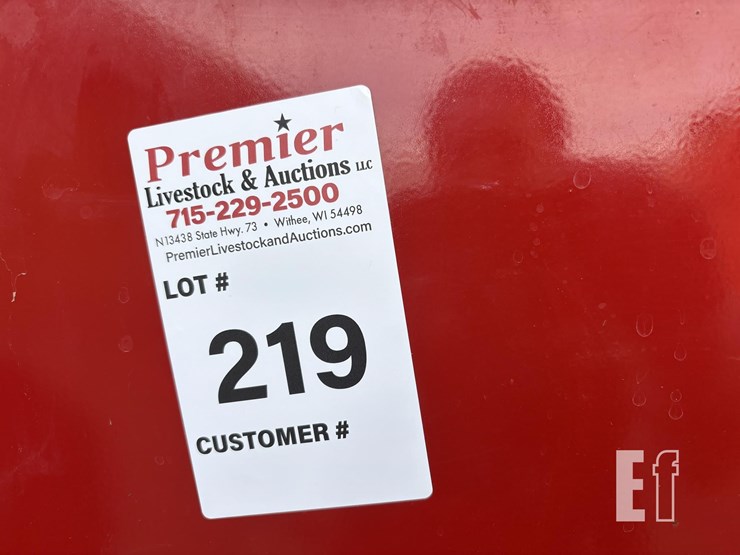 Premier
Livestock & Auctions LLC
715-229-2500
N13438 State Hwy. 73 • Withee, WI 54498
PremierLivestockandAuctions.com
LOT #
219
CUSTOMER #
Ef